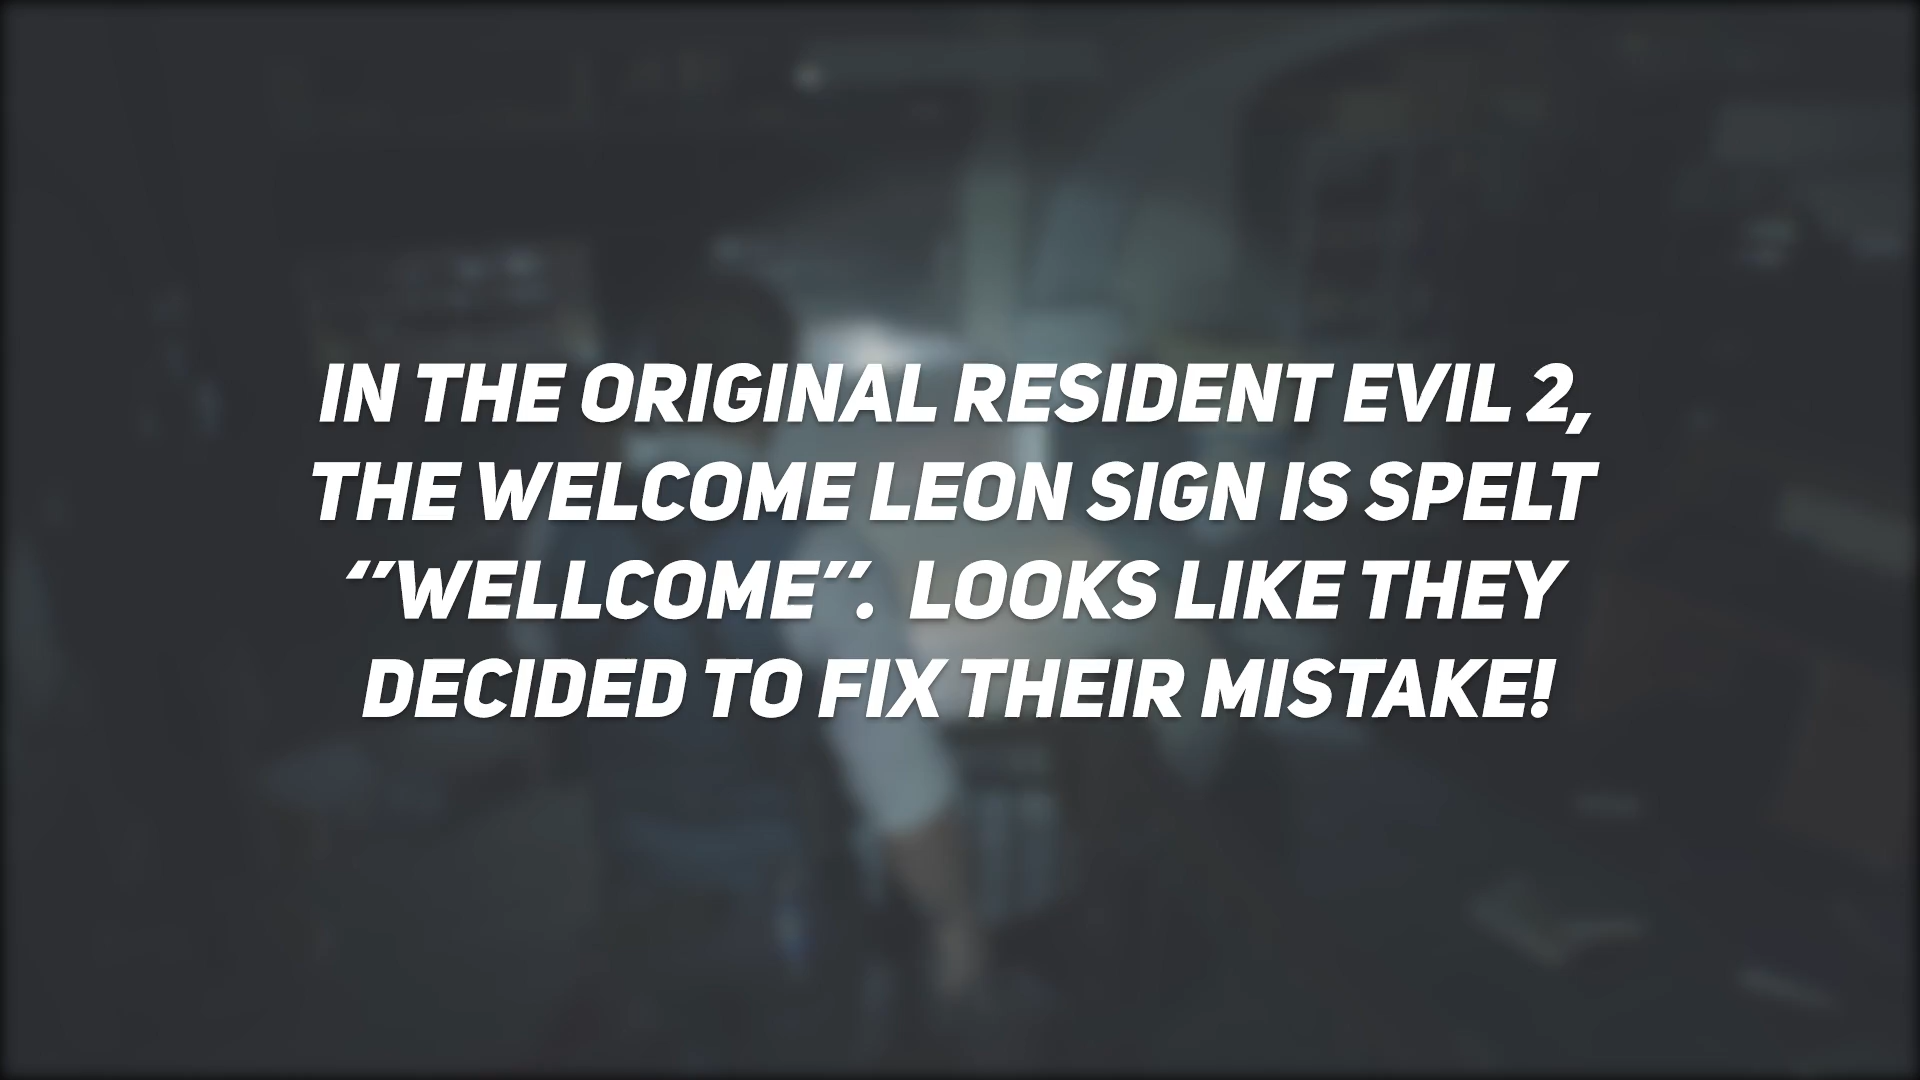 IN THE ORIGINAL RESIDENT EVIL 2,
THE WELCOME LEON SIGN IS SPELT
"WELLCOME". LOOKS LIKE THEY
DECIDED TO FIX THEIR MISTAKE!